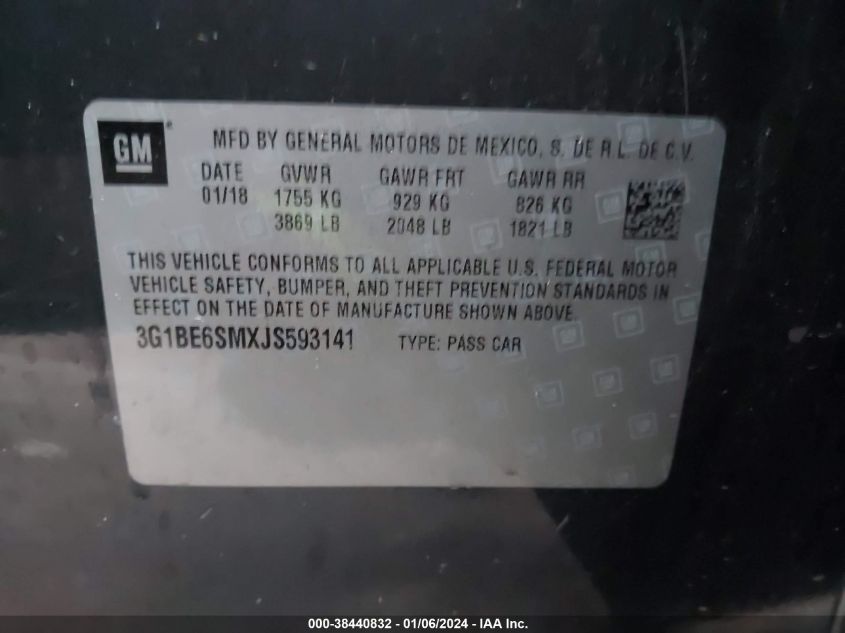 GM®
MFD BY GENERAL MOTORS DE MEXICO, S. DE R.L. DE C.V.
DATE GVWR GAWR FRT GAWR RR
01/18 1755 KG 929 KG 826 KG
3869 LB 2048 LB 1821 LB
THIS VEHICLE CONFORMS TO ALL APPLICABLE U.S. FEDERAL MOTOR
VEHICLE SAFETY, BUMPER, AND THEFT PREVENTION STANDARDS IN
EFFECT ON THE DATE OF MANUFACTURE SHOWN ABOVE.
3G1BE6SMXJS593141 TYPE: PASS CAR
000-38440832 - 01/06/2024 - IAA Inc.